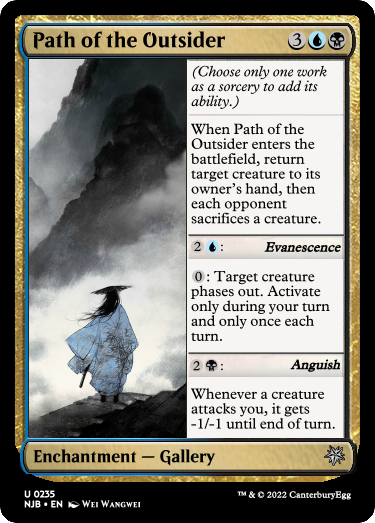 Path of the Outsider 3
(Choose only one work
as a sorcery to add its
ability.)
When Path of the
Outsider enters the
battlefield, return
target creature to its
owner's hand, then
each opponent
sacrifices a creature.
2 : Evanescence
0 : Target creature
phases out. Activate
only during your turn
and only once each
turn.
2 : Anguish
Whenever a creature
attacks you, it gets
-1/-1 until end of turn.
Enchantment — Gallery
U 0235
NJB • EN Wei Wangwei
™ & © 2022 CanterburyEgg